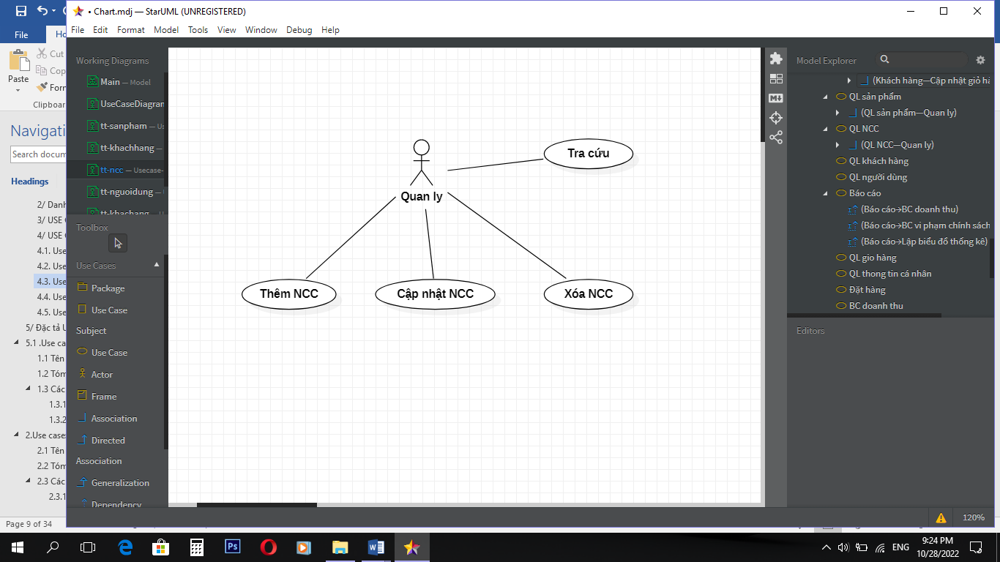 • Chart.mdj — StarUML (UNREGISTERED)
File Edit Format Model Tools View Window Debug Help
File
Paste
Cut
Clipboard
Search docum
Headings
2/ Danh
3/ USE
4/ USE
4.1. Use
4.2. Use
4.3. Use
4.4. Use
4.5. Use
5/ Đặc tả U
5.1 .Use ca
1.1 Tên
1.2 Tóm
1.3 Các
1.3.1
1.3.2
2.Use case
2.1 Tên
2.2 Tóm
2.3 Các
2.3.1
Page 9 of 34
Working Diagrams
Main — Model
UseCaseDiagram
tt-sanpham — Us
tt-khachhang —
tt-ncc — Usecase-
tt-nguoidung —
tt-khachang — Us
Toolbox
Use Cases
Package
Use Case
Subject
Use Case
Actor
Frame
Association
Directed
Association
Generalization
Dependency
Quan ly
Tra cứu
Thêm NCC
Cập nhật NCC
Xóa NCC
Model Explorer
(Khách hàng—Cập nhật giỏ hà
QL sản phẩm
(QL sản phẩm—Quan ly)
QL NCC
(QL NCC—Quan ly)
QL khách hàng
QL người dùng
Báo cáo
(Báo cáo→BC doanh thu)
(Báo cáo→BC vi phạm chính sách
(Báo cáo→Lập biểu đồ thống kê)
QL gio hàng
QL thong tin cá nhân
Đặt hàng
BC doanh thu
Editors
120%
ENG
9:24 PM
10/28/2022